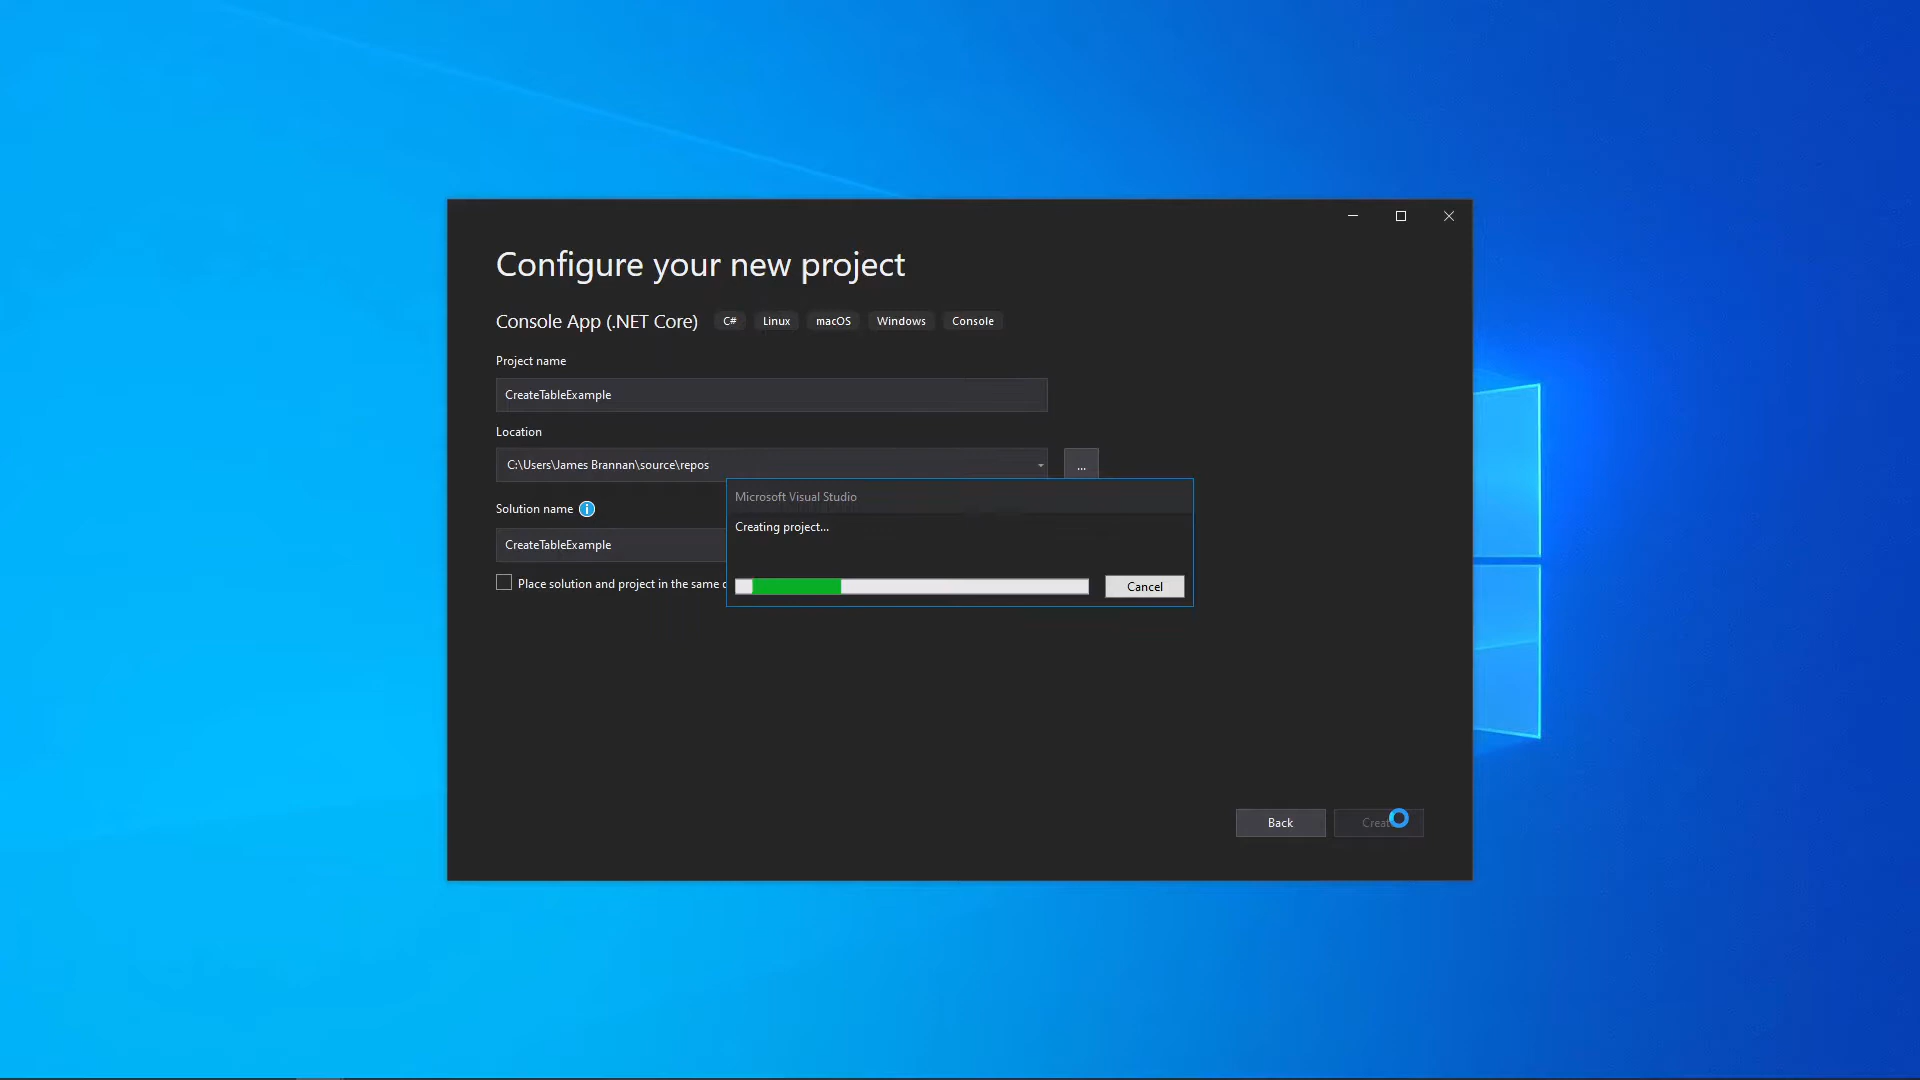 Configure your new project
Console App (.NET Core) C# Linux macOS Windows Console
Project name
CreateTableExample
Location
C:\Users\James Brannan\source\repos
...
Solution name
CreateTableExample
Place solution and project in the same
Microsoft Visual Studio
Creating project...
Cancel
Back